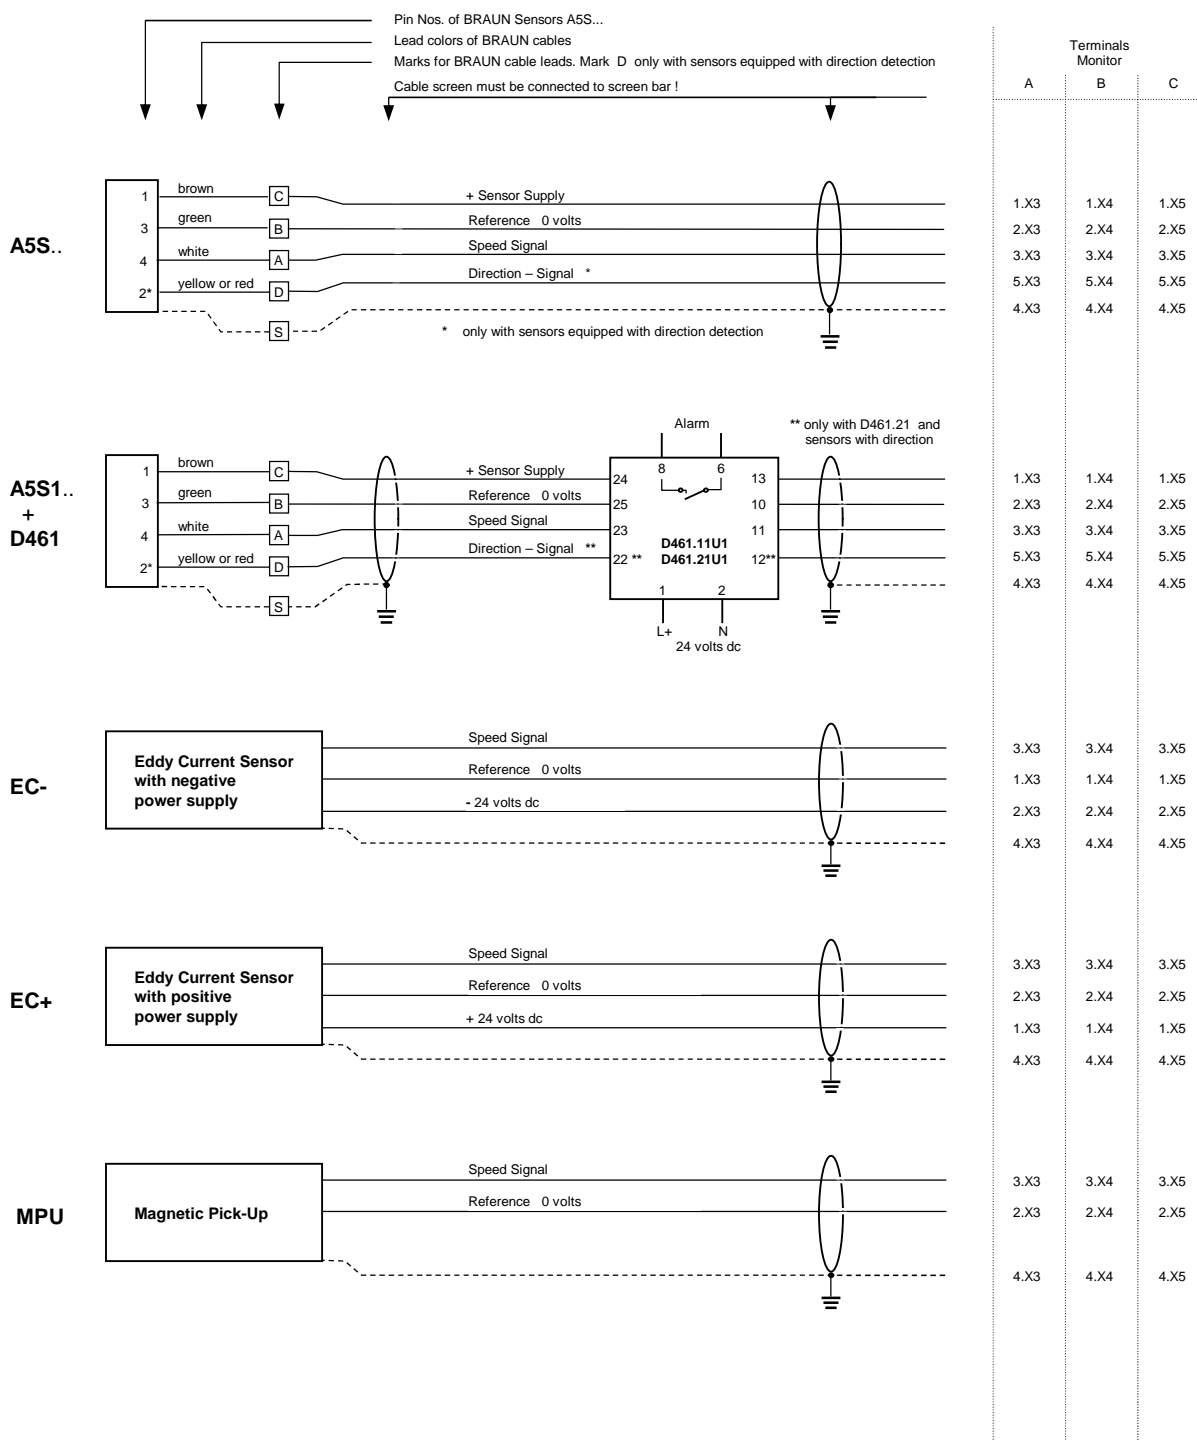 Pin Nos. of BRAUN Sensors A5S...
Lead colors of BRAUN cables
Marks for BRAUN cable leads. Mark D only with sensors equipped with direction detection
Cable screen must be connected to screen bar !
Terminals
Monitor
A B C
A5S..
1 brown C + Sensor Supply 1.X3 1.X4 1.X5
3 green B Reference 0 volts 2.X3 2.X4 2.X5
4 white A Speed Signal 3.X3 3.X4 3.X5
2* yellow or red D Direction – Signal * 5.X3 5.X4 5.X5
4.X3 4.X4 4.X5
S * only with sensors equipped with direction detection
Alarm ** only with D461.21 and
sensors with direction
A5S1..
+
D461
8 6
1 brown C + Sensor Supply 24 13 1.X3 1.X4 1.X5
3 green B Reference 0 volts 25 10 2.X3 2.X4 2.X5
4 white A Speed Signal 23 11 3.X3 3.X4 3.X5
D461.11U1
2* yellow or red D Direction – Signal ** 22 ** D461.21U1 12** 5.X3 5.X4 5.X5
4.X3 4.X4 4.X5
S
1 2
L+ N
24 volts dc
EC-
Eddy Current Sensor
with negative
power supply
Speed Signal 3.X3 3.X4 3.X5
Reference 0 volts 1.X3 1.X4 1.X5
- 24 volts dc 2.X3 2.X4 2.X5
4.X3 4.X4 4.X5
EC+
Eddy Current Sensor
with positive
power supply
Speed Signal 3.X3 3.X4 3.X5
Reference 0 volts 2.X3 2.X4 2.X5
+ 24 volts dc 1.X3 1.X4 1.X5
4.X3 4.X4 4.X5
MPU
Magnetic Pick-Up
Speed Signal 3.X3 3.X4 3.X5
Reference 0 volts 2.X3 2.X4 2.X5
4.X3 4.X4 4.X5